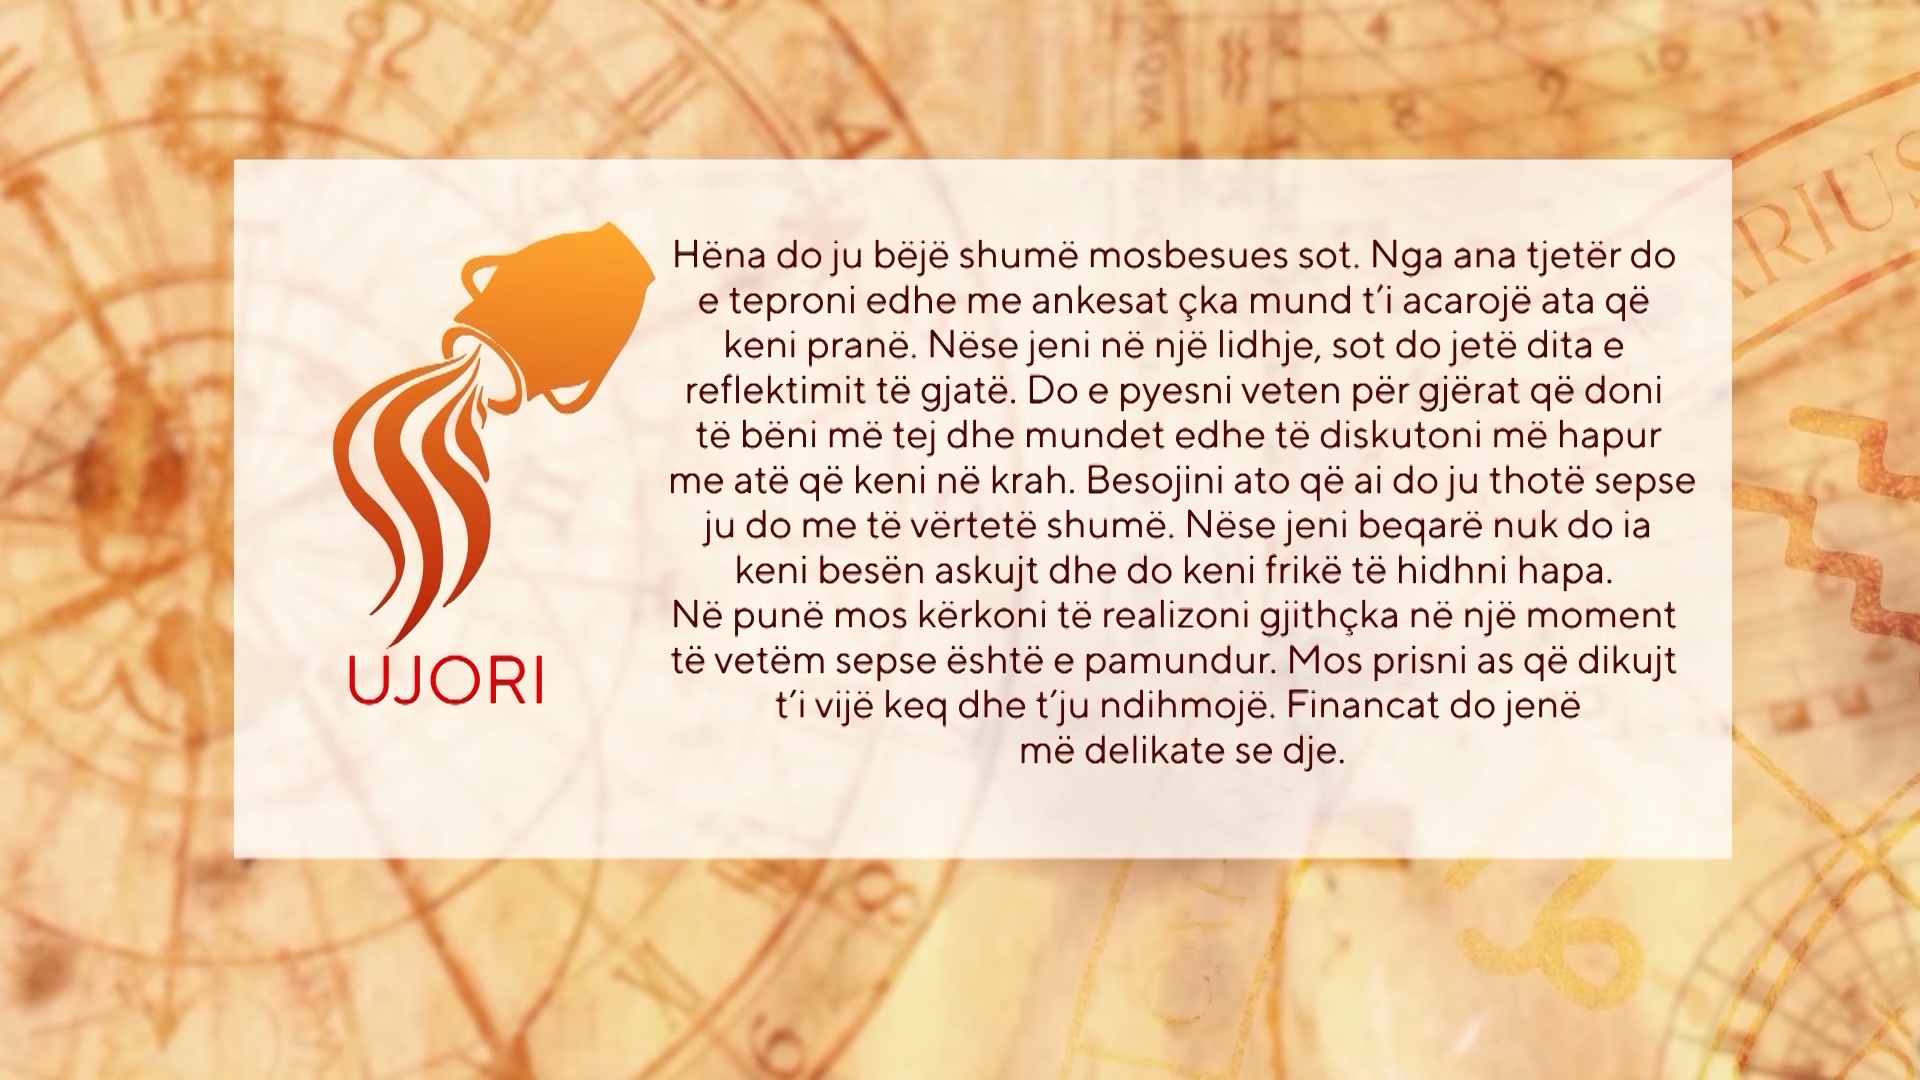 Hëna do ju bëjë shumë mosbesues sot. Nga ana tjetër do
e teproni edhe me ankesat çka mund t'i acarojë ata që
keni pranë. Nëse jeni në një lidhje, sot do jetë dita e
reflektimit të gjatë. Do e pyesni veten për gjërat që doni
të bëni më tej dhe mundet edhe të diskutoni më hapur
me atë që keni në krah. Besojini ato që ai do ju thotë sepse
ju do me të vërtetë shumë. Nëse jeni beqarë nuk do ia
keni besën askujt dhe do keni frikë të hidhni hapa.
Në punë mos kërkoni të realizoni gjithçka në një moment
të vetëm sepse është e pamundur. Mos prisni as që dikujt
t'i vijë keq dhe t'ju ndihmojë. Financat do jenë
më delikate se dje.
UJORI